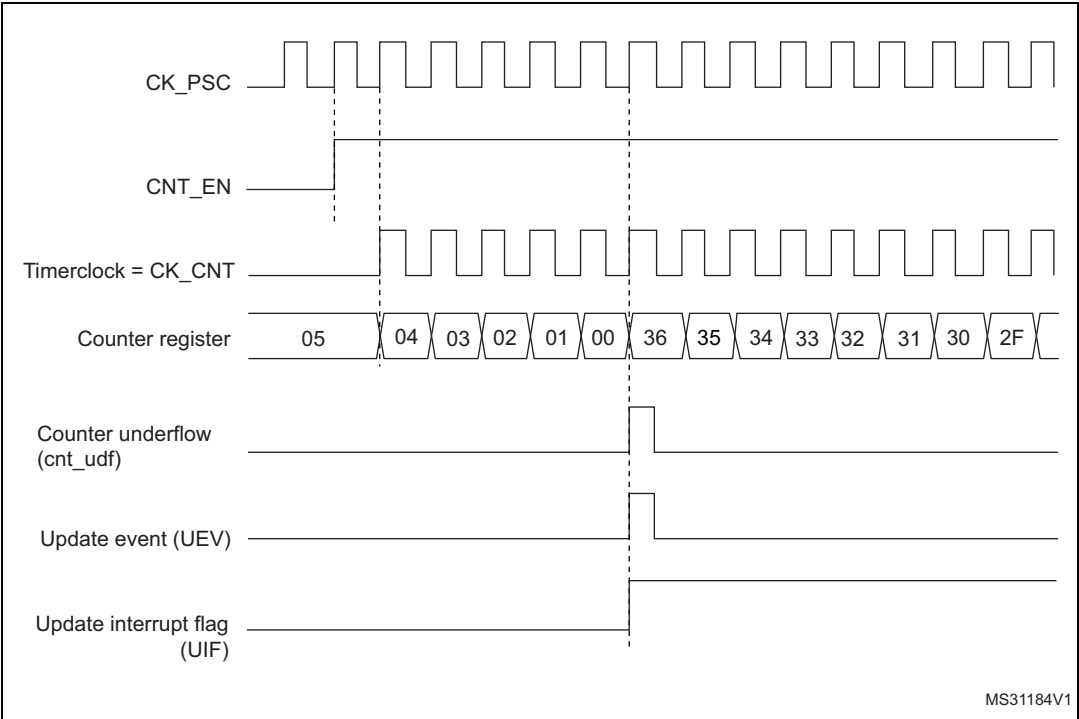 CK_PSC
CNT_EN
Timerclock = CK_CNT
Counter register
05 04 03 02 01 00 36 35 34 33 32 31 30 2F
Counter underflow
(cnt_udf)
Update event (UEV)
Update interrupt flag
(UIF)
MS31184V1